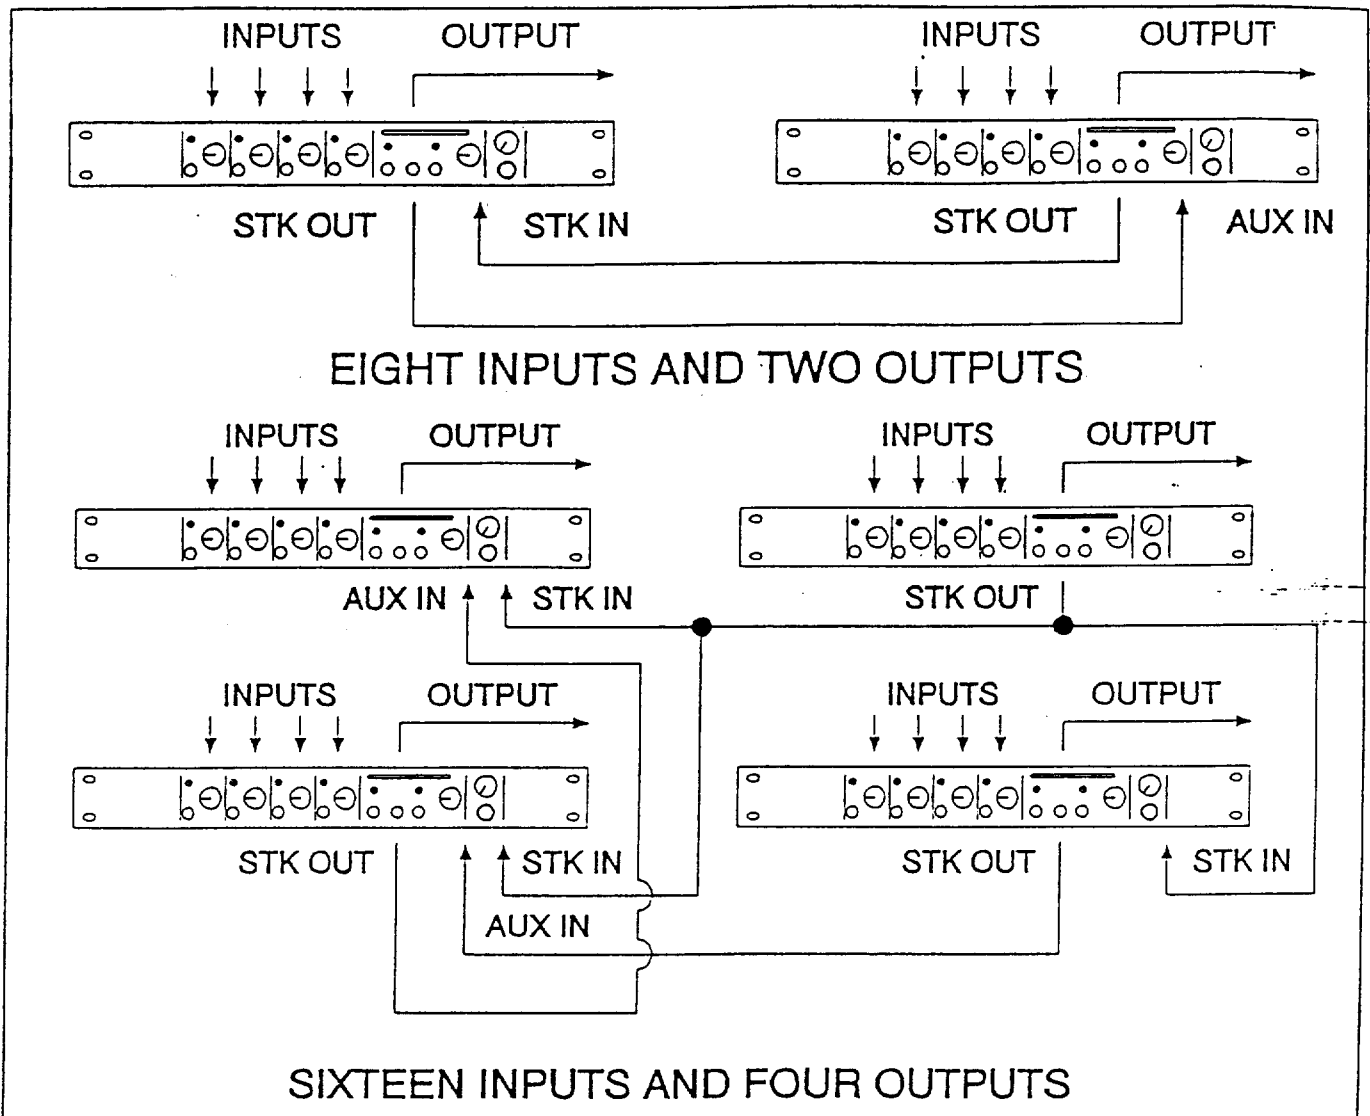 INPUTS OUTPUT INPUTS OUTPUT
STK OUT STK IN STK OUT AUX IN
EIGHT INPUTS AND TWO OUTPUTS
INPUTS OUTPUT INPUTS OUTPUT
AUX IN STK IN STK OUT
INPUTS OUTPUT INPUTS OUTPUT
STK OUT STK IN STK OUT STK IN
AUX IN
SIXTEEN INPUTS AND FOUR OUTPUTS